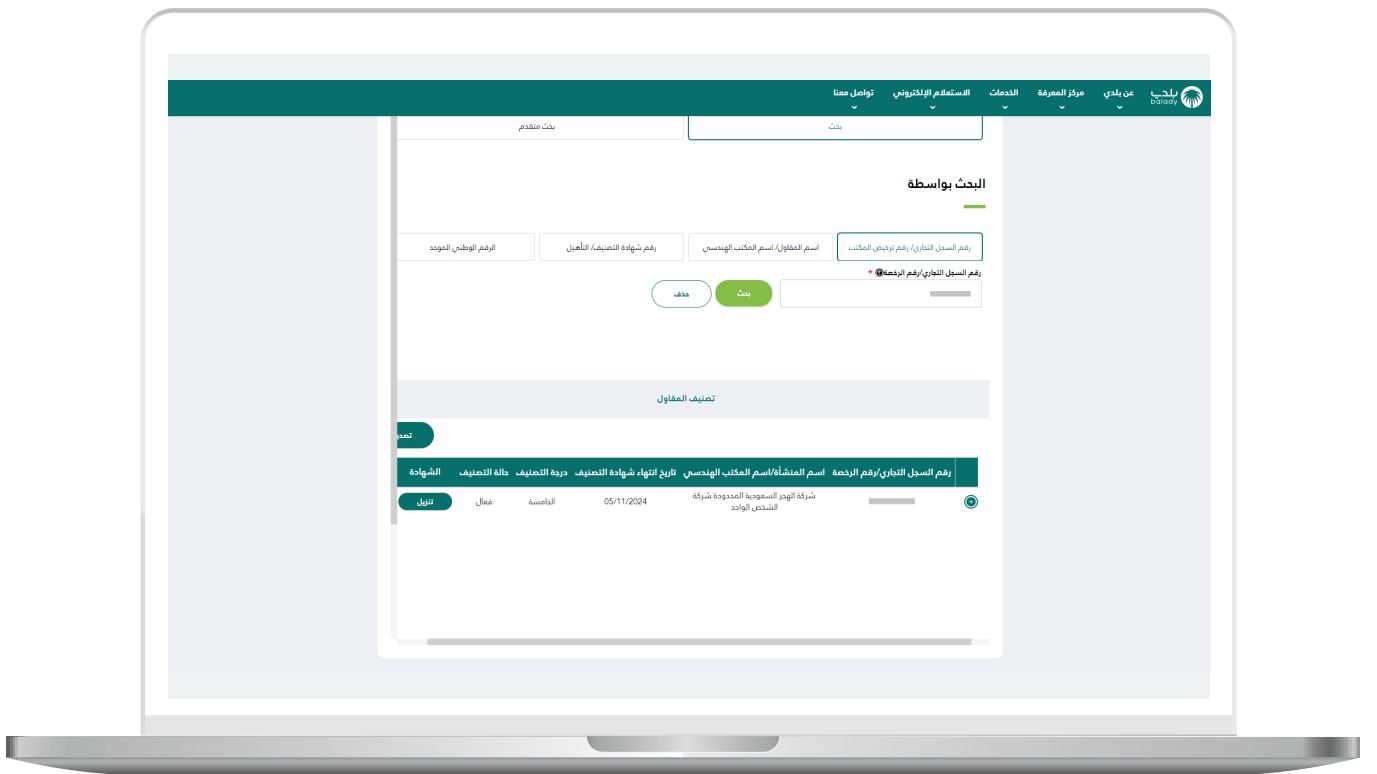 بلدي
balady
عن بلدي
مركز المعرفة
الخدمات
الاستعلام الإلكتروني
تواصل معنا
بحث
بحث متقدم
البحث بواسطة
رقم السجل التجاري/ رقم ترخيص المكتب
اسم المقاول/ اسم المكتب الهندسي
رقم شهادة التصنيف/ التأهيل
الرقم الوطني الموحد
رقم السجل التجاري/رقم الرخصة *
بحث
حذف
تصنيف المقاول
رقم السجل التجاري/رقم الرخصة
اسم المنشأة/اسم المكتب الهندسي
تاريخ انتهاء شهادة التصنيف
درجة التصنيف
حالة التصنيف
الشهادة
شركة الهجر السعودية المحدودة شركة
الشخص الواحد
05/11/2024
الخامسة
فعال
تنزيل